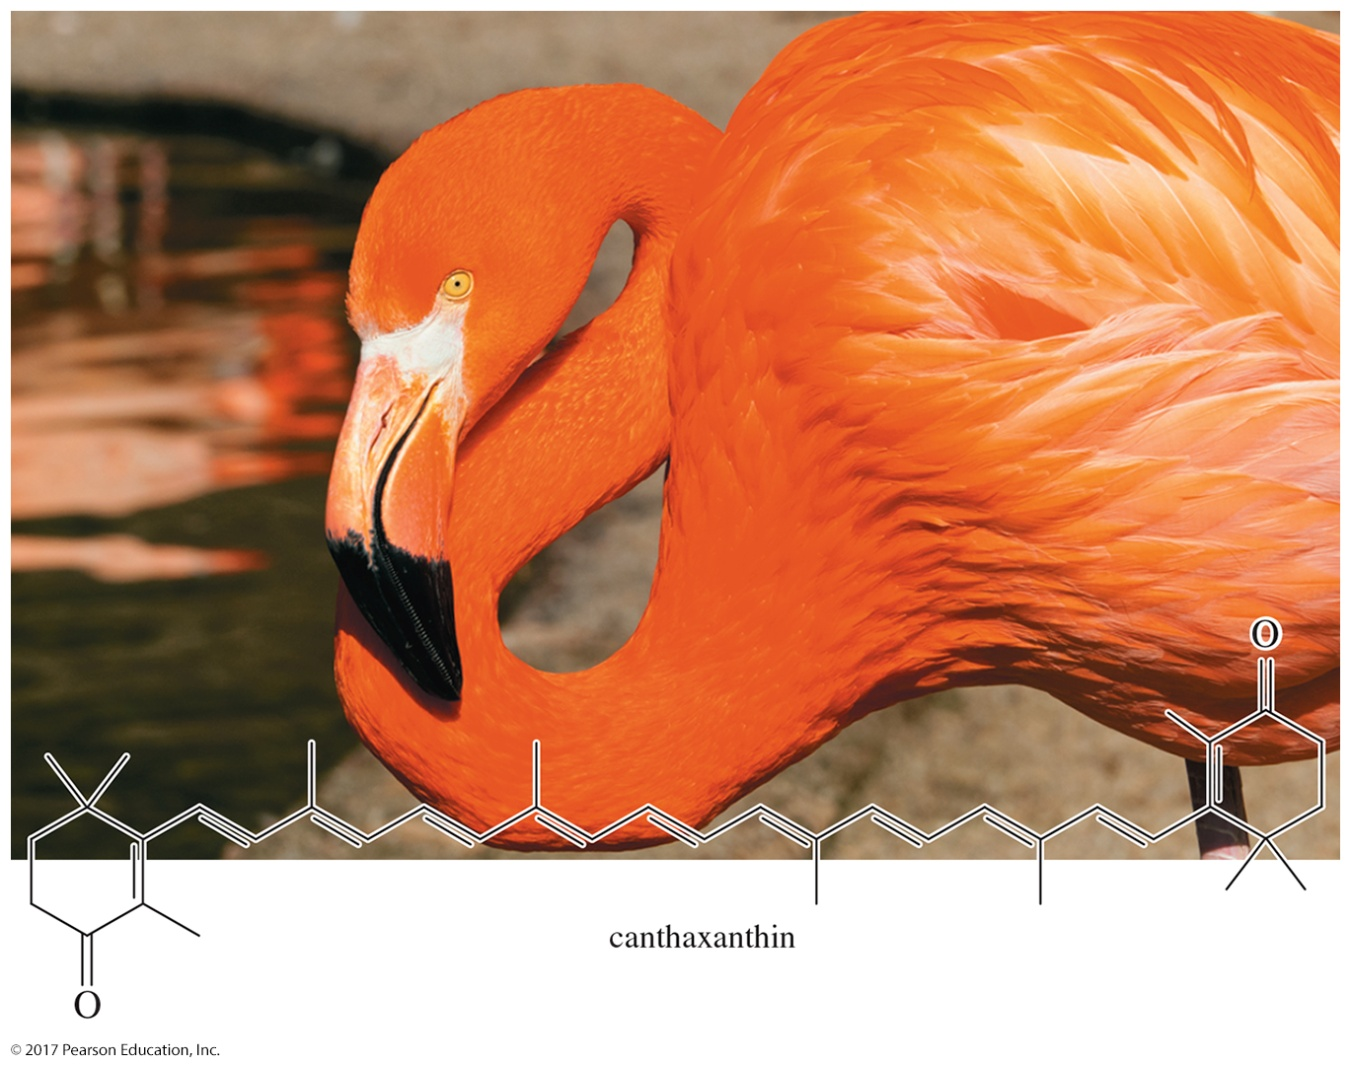 O
canthaxanthin
O
© 2017 Pearson Education, Inc.